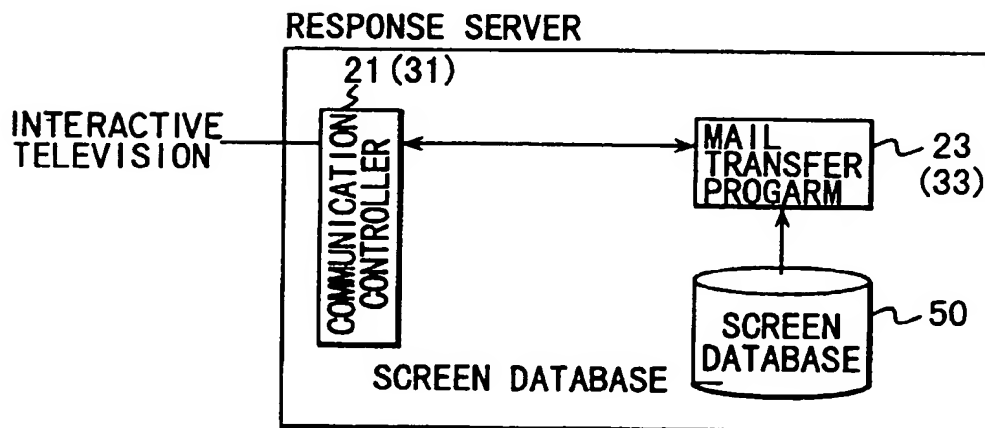 RESPONSE SERVER
21(31)
INTERACTIVE
TELEVISION
COMMUNICATION
CONTROLLER
MAIL
TRANSFER
PROGARM
23
(33)
SCREEN
DATABASE
50
SCREEN DATABASE